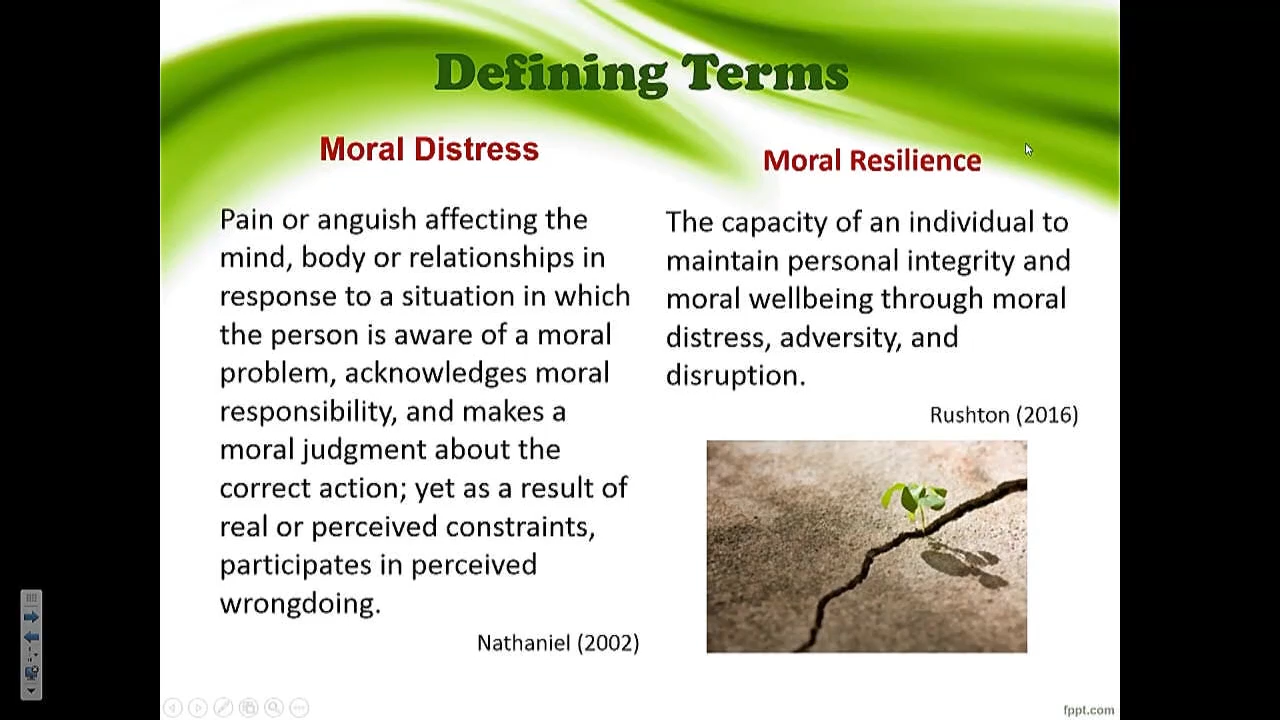 Defining Terms
Moral Distress
Pain or anguish affecting the
mind, body or relationships in
response to a situation in which
the person is aware of a moral
problem, acknowledges moral
responsibility, and makes a
moral judgment about the
correct action; yet as a result of
real or perceived constraints,
participates in perceived
wrongdoing.
Nathaniel (2002)
Moral Resilience
The capacity of an individual to
maintain personal integrity and
moral wellbeing through moral
distress, adversity, and
disruption.
Rushton (2016)
fppt.com